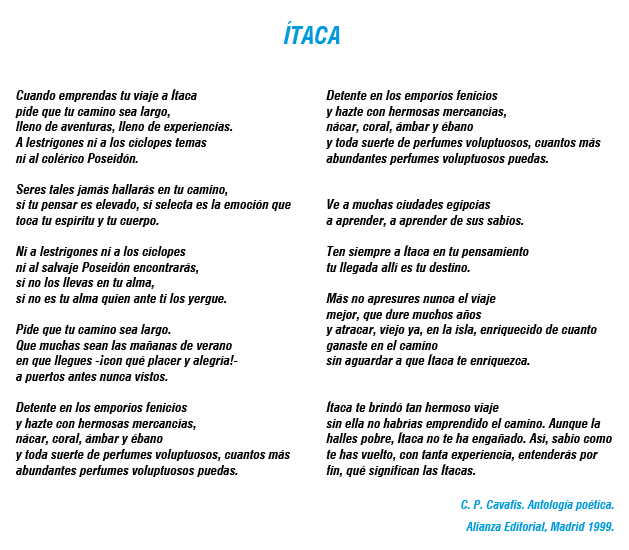 ÍTACA
Cuando emprendas tu viaje a Ítaca
pide que tu camino sea largo,
lleno de aventuras, lleno de experiencias.
A lestrigones ni a los cíclopes temas
ni al colérico Poseidón.
Seres tales jamás hallarás en tu camino,
si tu pensar es elevado, si selecta es la emoción que
toca tu espíritu y tu cuerpo.
Ni a lestrigones ni a los cíclopes
ni al salvaje Poseidón encontrarás,
si no los llevas en tu alma,
si no es tu alma quien ante ti los yergue.
Pide que tu camino sea largo.
Que muchas sean las mañanas de verano
en que llegues -¡con qué placer y alegría!-
a puertos antes nunca vistos.
Detente en los emporios fenicios
y hazte con hermosas mercancías,
nácar, coral, ámbar y ébano
y toda suerte de perfumes voluptuosos, cuantos más
abundantes perfumes voluptuosos puedas.
Detente en los emporios fenicios
y hazte con hermosas mercancías,
nácar, coral, ámbar y ébano
y toda suerte de perfumes voluptuosos, cuantos más
abundantes perfumes voluptuosos puedas.
Ve a muchas ciudades egipcias
a aprender, a aprender de sus sabios.
Ten siempre a Ítaca en tu pensamiento
tu llegada allí es tu destino.
Más no apresures nunca el viaje
mejor, que dure muchos años
y atracar, viejo ya, en la isla, enriquecido de cuanto
ganaste en el camino
sin aguardar a que Ítaca te enriquezca.
Ítaca te brindó tan hermoso viaje
sin ella no habrías emprendido el camino. Aunque la
halles pobre, Ítaca no te ha engañado. Así, sabio como
te has vuelto, con tanta experiencia, entenderás por
fin, qué significan las Ítacas.
C. P. Cavafis. Antología poética.
Alianza Editorial, Madrid 1999.